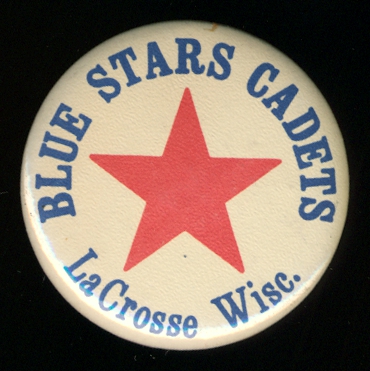 BLUE STARS CADETS
LaCrosse Wisc.